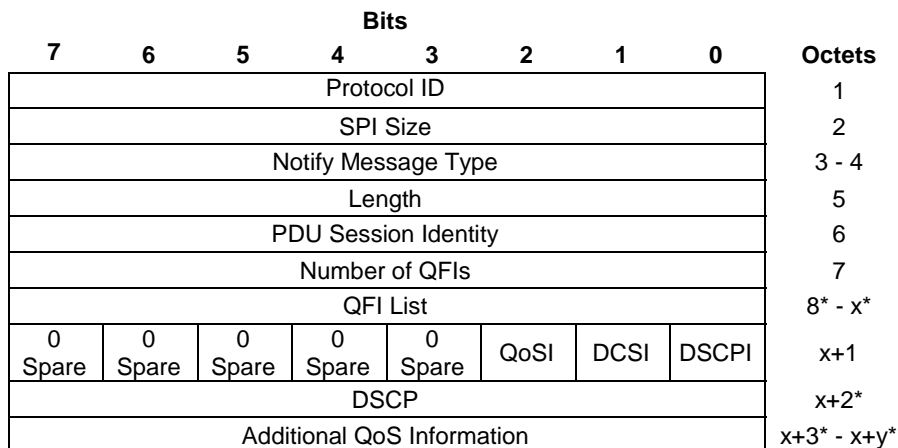 Bits
7 6 5 4 3 2 1 0 Octets
Protocol ID 1
SPI Size 2
Notify Message Type 3 - 4
Length 5
PDU Session Identity 6
Number of QFIs 7
QFI List 8* - x*
0 Spare 0 Spare 0 Spare 0 Spare 0 Spare QoSI DCSI DSCPI x+1
DSCP x+2*
Additional QoS Information x+3* - x+y*